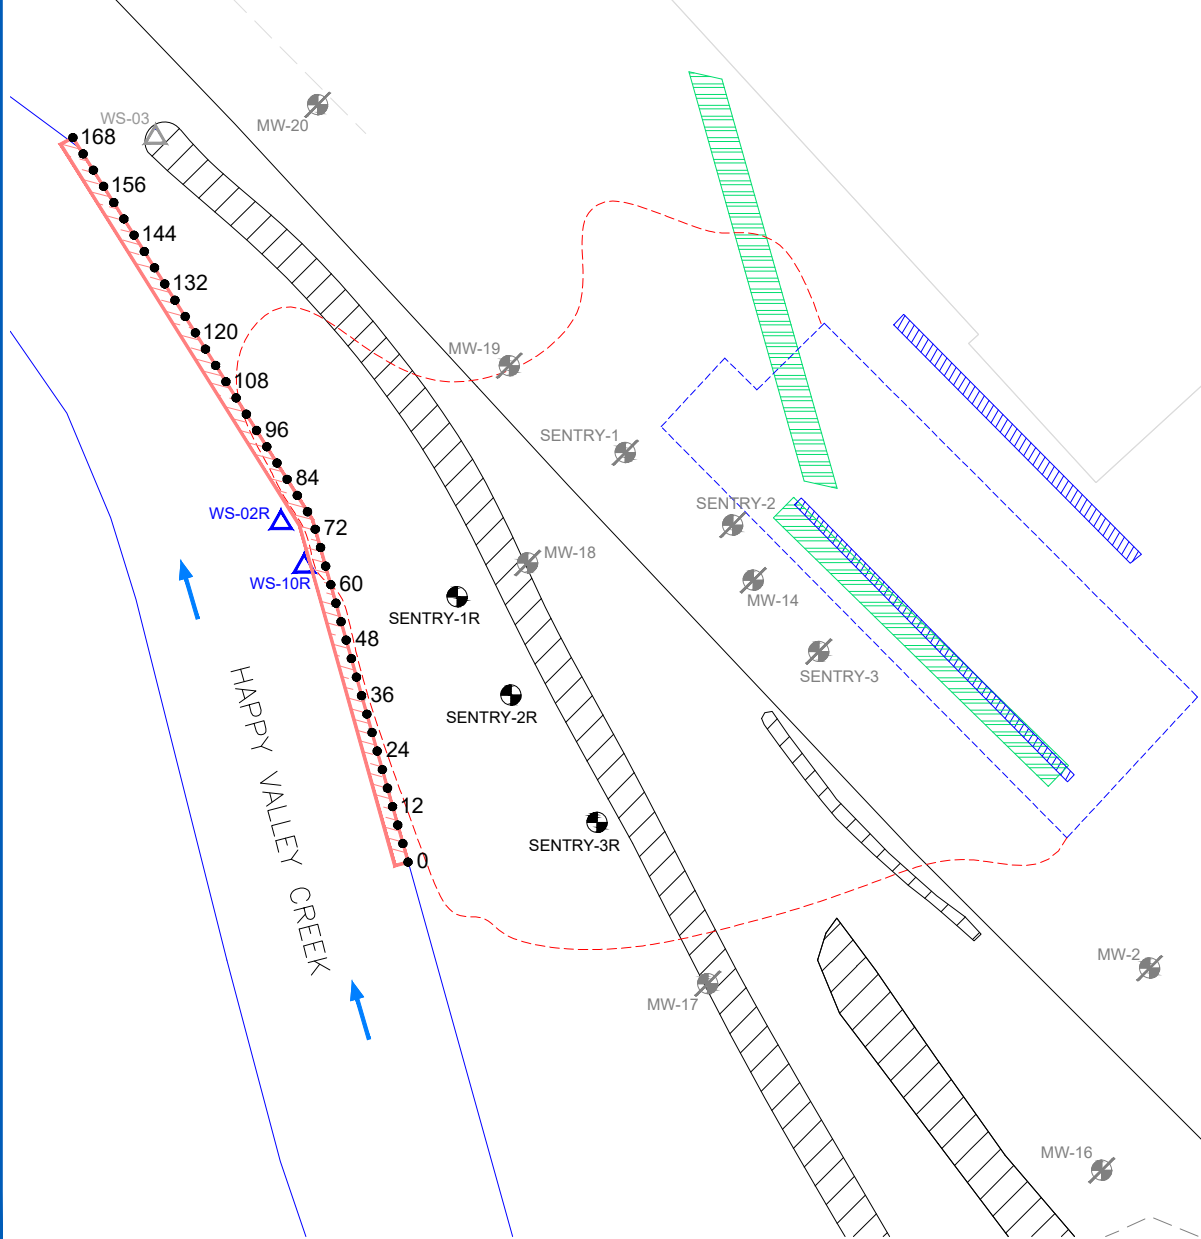 WS-03
MW-20
168
156
144
132
120
108
96
84
72
60
48
36
24
12
0
MW-19
SENTRY-1
SENTRY-2
WS-02R
WS-10R
MW-18
MW-14
SENTRY-1R
SENTRY-3
SENTRY-2R
SENTRY-3R
HAPPY VALLEY CREEK
MW-2
MW-17
MW-16